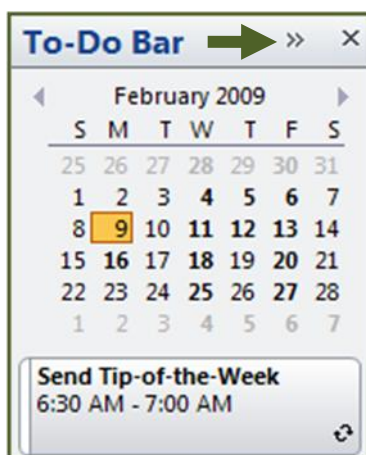 To-Do Bar » ×
February 2009
S M T W T F S
25 26 27 28 29 30 31
1 2 3 4 5 6 7
8 9 10 11 12 13 14
15 16 17 18 19 20 21
22 23 24 25 26 27 28
1 2 3 4 5 6 7
Send Tip-of-the-Week
6:30 AM - 7:00 AM